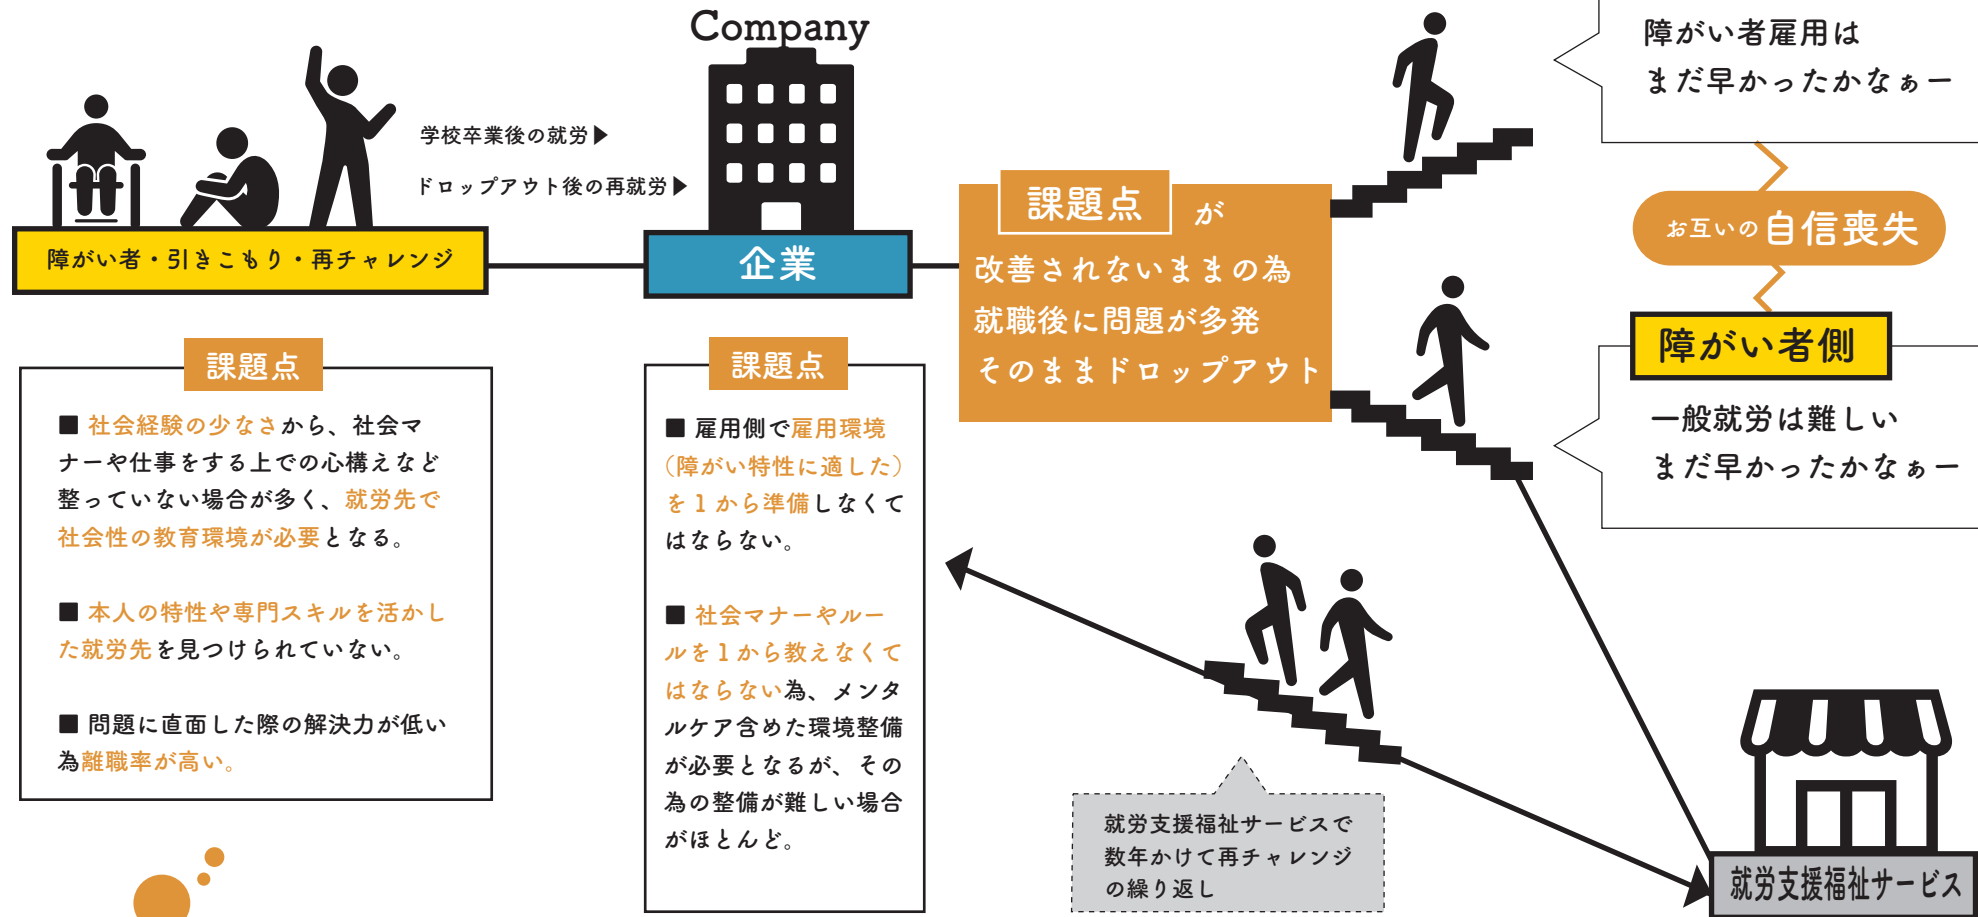 Company
学校卒業後の就労▶
ドロップアウト後の再就労▶
障がい者・引きこもり・再チャレンジ
企業
課題点
■ 社会経験の少なさから、社会マ
ナーや仕事をする上での心構えなど
整っていない場合が多く、就労先で
社会性の教育環境が必要となる。
■ 本人の特性や専門スキルを活かし
た就労先を見つけられていない。
■ 問題に直面した際の解決力が低い
為離職率が高い。
課題点
■ 雇用側で雇用環境
(障がい特性に適した)
を1から準備しなくて
はならない。
■ 社会マナーやルー
ルを1から教えなくて
はならない為、メンタ
ルケア含めた環境整備
が必要となるが、その
為の整備が難しい場合
がほとんど。
課題点が
改善されないままの為
就職後に問題が多発
そのままドロップアウト
障がい者雇用は
まだ早かったかなぁー
お互いの自信喪失
障がい者側
一般就労は難しい
まだ早かったかなぁー
就労支援福祉サービスで
数年かけて再チャレンジ
の繰り返し
就労支援福祉サービス